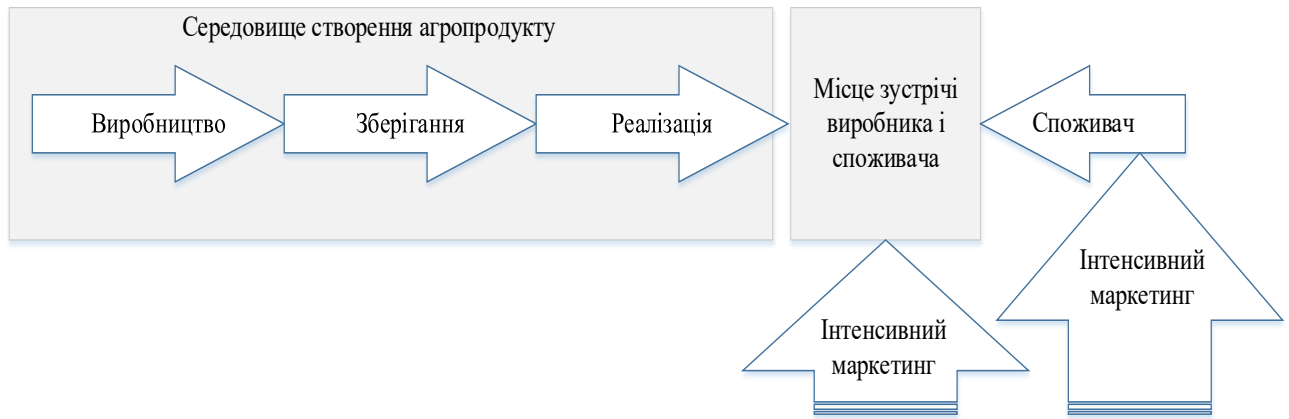 Середовище створення агропродукту
Виробництво
Зберігання
Реалізація
Місце зустрічі
виробника і
споживача
Споживач
Інтенсивний
маркетинг
Інтенсивний
маркетинг